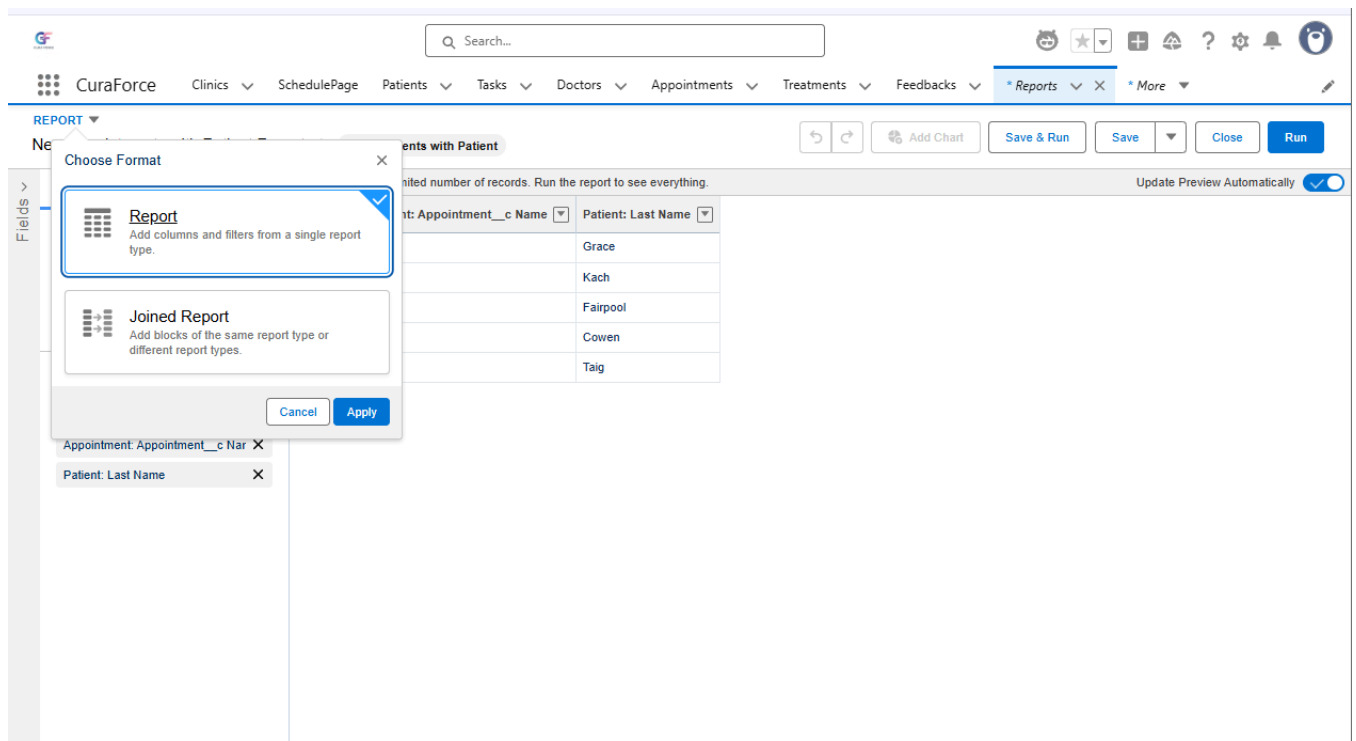 GF
Search...
CuraForce Clinics SchedulePage Patients Tasks Doctors Appointments Treatments Feedbacks * Reports * More
REPORT
Ne
ents with Patient
Add Chart Save & Run Save Close Run
Choose Format
nited number of records. Run the report to see everything.
Update Preview Automatically
Fields
Report
Add columns and filters from a single report
type.
Joined Report
Add blocks of the same report type or
different report types.
Cancel Apply
nt: Appointment__c Name Patient: Last Name
Grace
Kach
Fairpool
Cowen
Taig
Appointment: Appointment__c Nar
Patient: Last Name